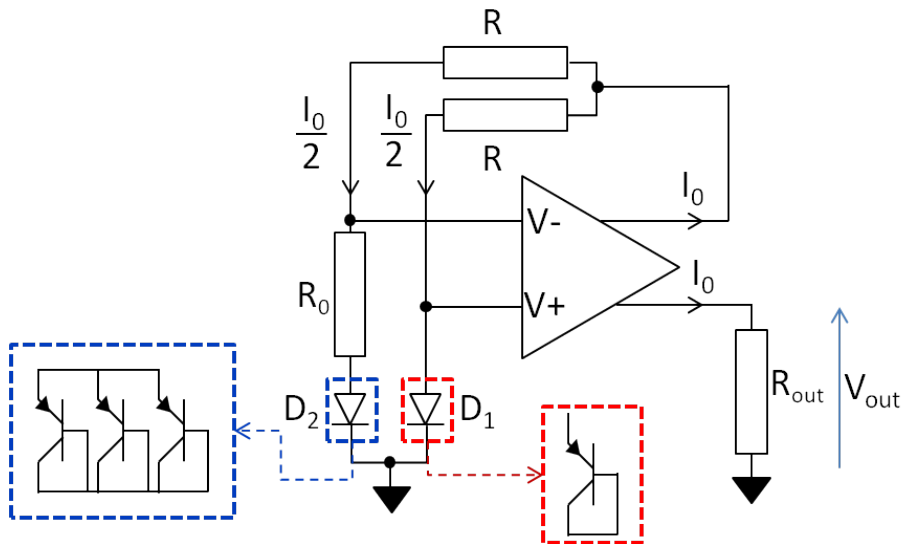 R
I₀/2
I₀/2
R
I₀
V-
R₀
V+
I₀
D₂
D₁
Rout
Vout